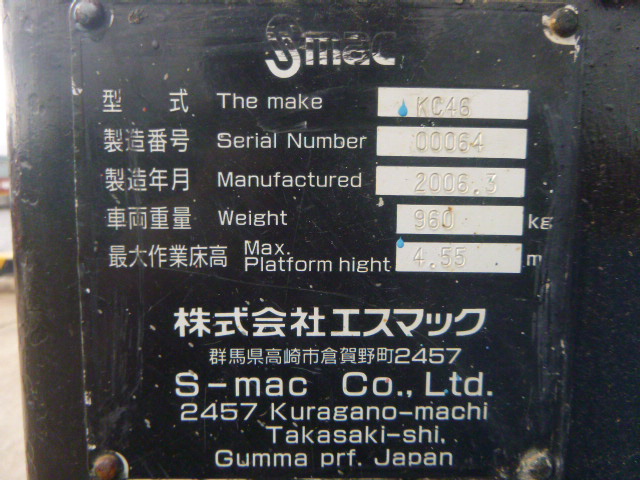 S-mac
型 式 The make KC46
製造番号 Serial Number 00064
製造年月 Manufactured 2006.3
車両重量 Weight 960 kg
最大作業床高 Max. Platform hight 4.55 m
株式会社エスマック
群馬県高崎市倉賀野町2457
S-mac Co.,Ltd.
2457 Kuragano-machi
Takasaki-shi,
Gumma prf. Japan